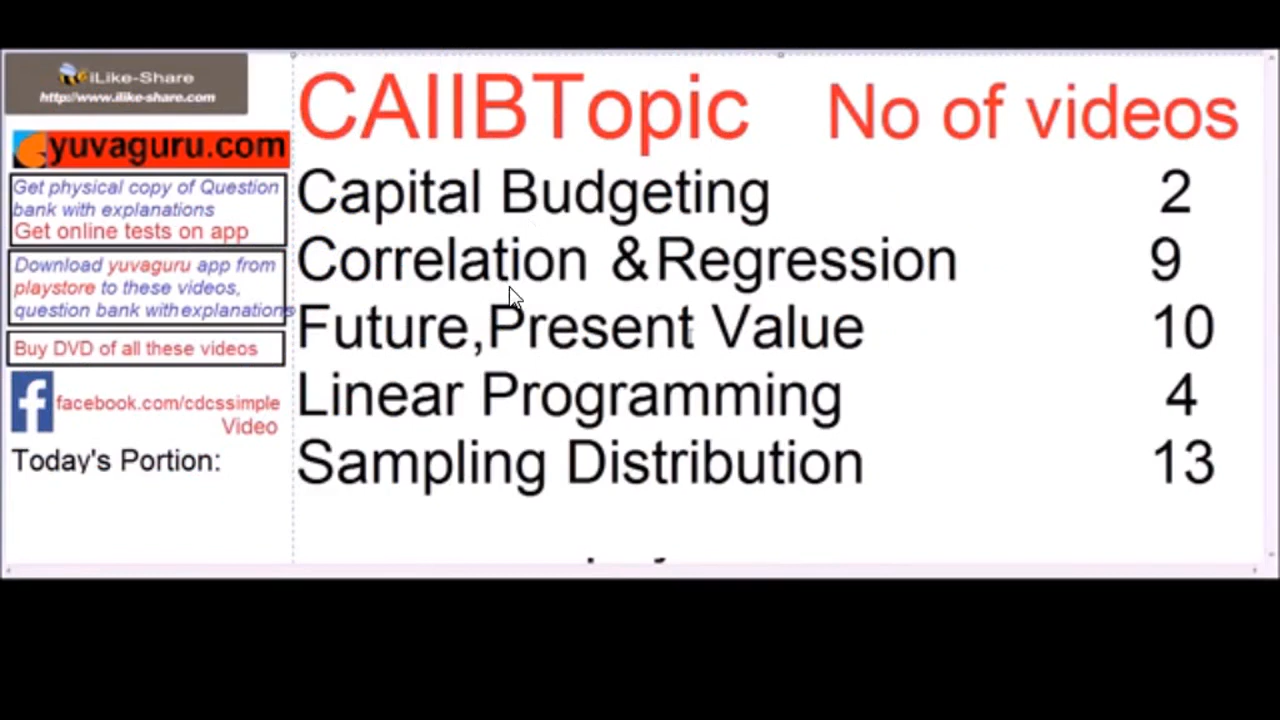 iLike-Share
http://www.ilike-share.com
yuvaguru.com
Get physical copy of Question
bank with explanations
Get online tests on app
Download yuvaguru app from
playstore to these videos,
question bank with explanations
Buy DVD of all these videos
facebook.com/cdcssimple
Video
Today's Portion:
CAIIBTopic No of videos
Capital Budgeting 2
Correlation &Regression 9
Future,Present Value 10
Linear Programming 4
Sampling Distribution 13